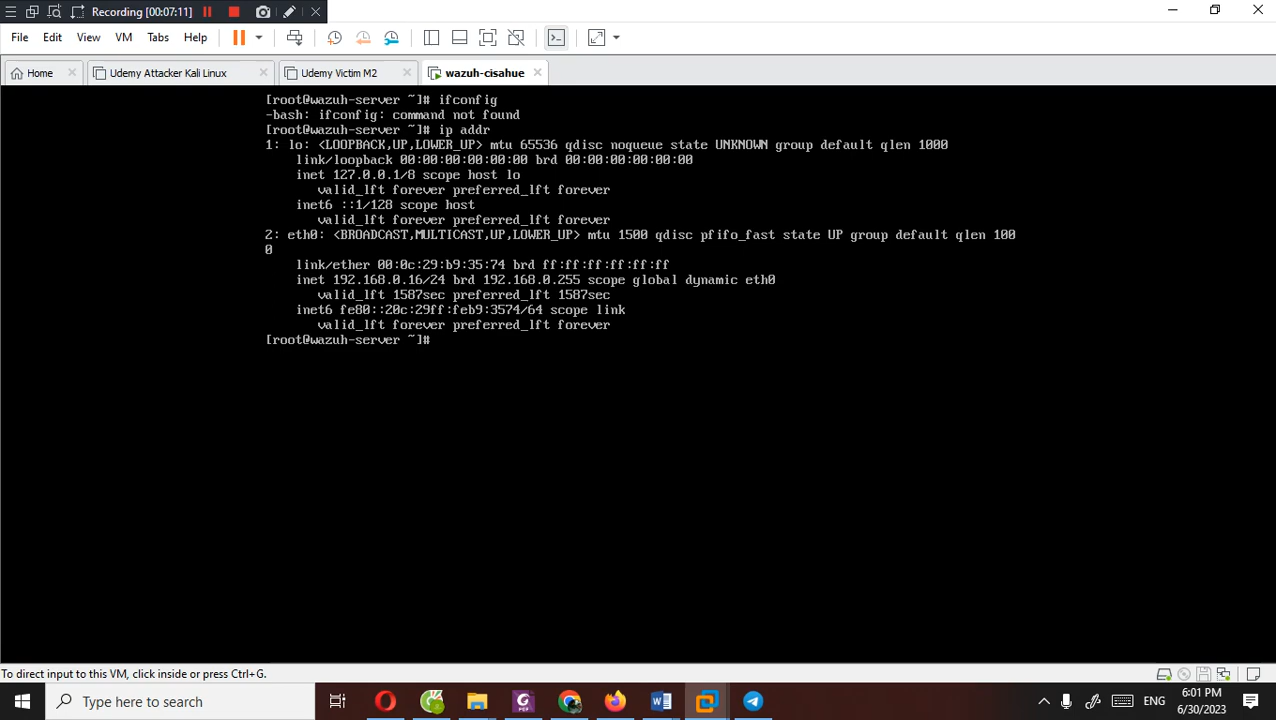 Recording [00:07:11]
File Edit View VM Tabs Help
Home Udemy Attacker Kali Linux Udemy Victim M2 wazuh-cisahue
[root@wazuh-server ~]# ifconfig
-bash: ifconfig: command not found
[root@wazuh-server ~]# ip addr
1: lo: <LOOPBACK,UP,LOWER_UP> mtu 65536 qdisc noqueue state UNKNOWN group default qlen 1000
link/loopback 00:00:00:00:00:00 brd 00:00:00:00:00:00
inet 127.0.0.1/8 scope host lo
valid_lft forever preferred_lft forever
inet6 ::1/128 scope host
valid_lft forever preferred_lft forever
2: eth0: <BROADCAST,MULTICAST,UP,LOWER_UP> mtu 1500 qdisc pfifo_fast state UP group default qlen 100
0
link/ether 00:0c:29:b9:35:74 brd ff:ff:ff:ff:ff:ff
inet 192.168.0.16/24 brd 192.168.0.255 scope global dynamic eth0
valid_lft 1587sec preferred_lft 1587sec
inet6 fe80::20c:29ff:feb9:3574/64 scope link
valid_lft forever preferred_lft forever
[root@wazuh-server ~]#
To direct input to this VM, click inside or press Ctrl+G.
Type here to search
ENG
6:01 PM
6/30/2023